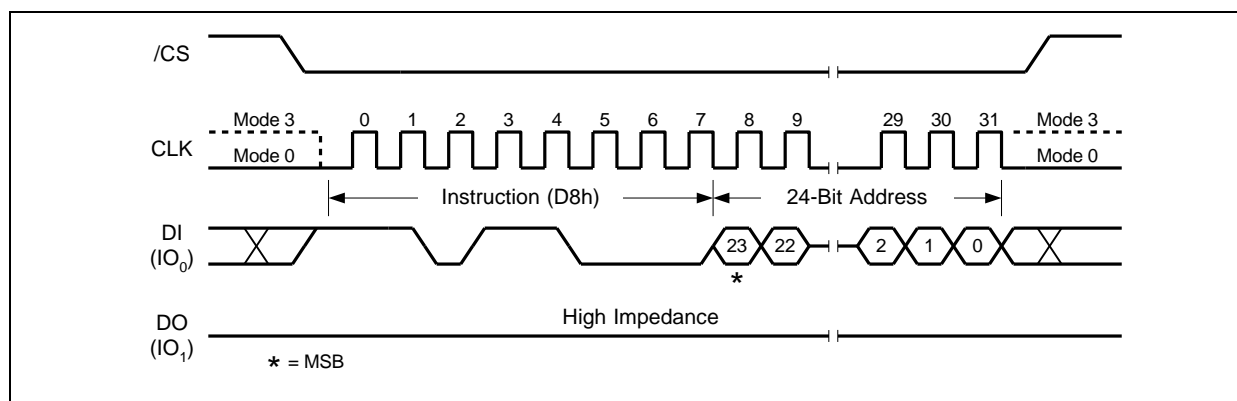 /CS
Mode 3 0 1 2 3 4 5 6 7 8 9 29 30 31 Mode 3
CLK
Mode 0 Mode 0
Instruction (D8h) 24-Bit Address
DI
(IO0)
23 22 2 1 0
*
High Impedance
DO
(IO1)
* = MSB